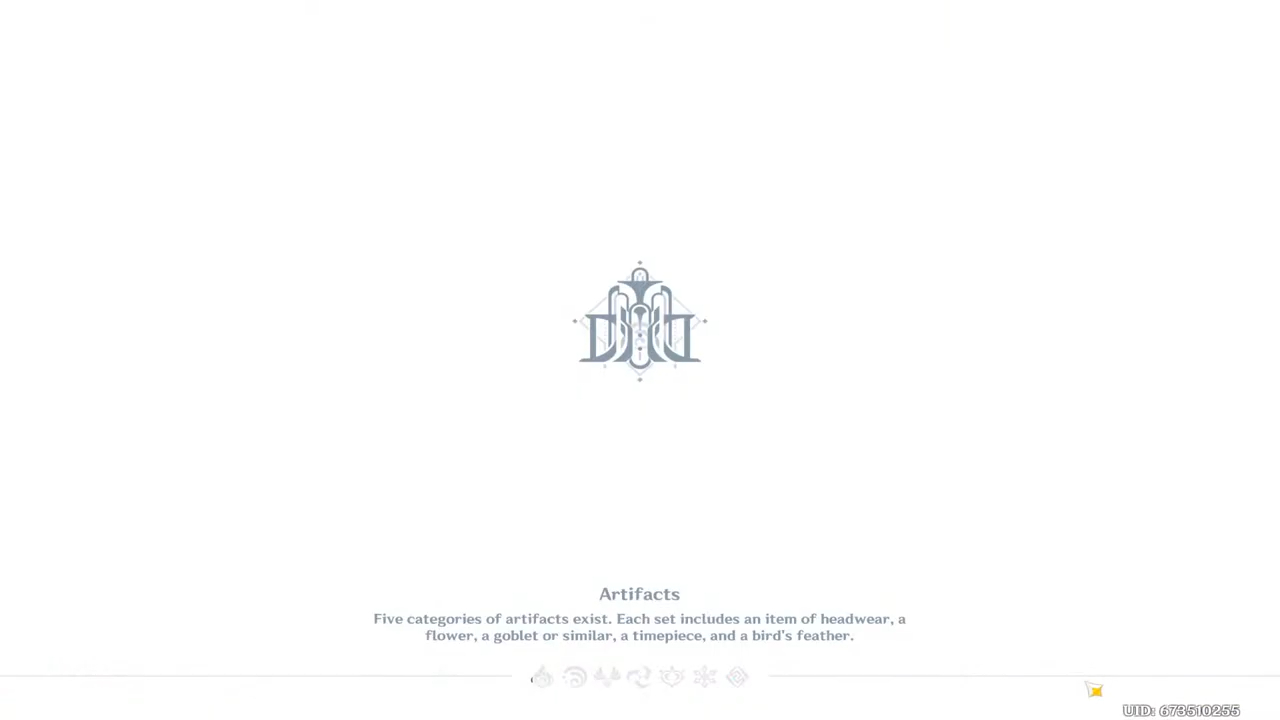 Artifacts
Five categories of artifacts exist. Each set includes an item of headwear, a
flower, a goblet or similar, a timepiece, and a bird's feather.
UID: 673510255